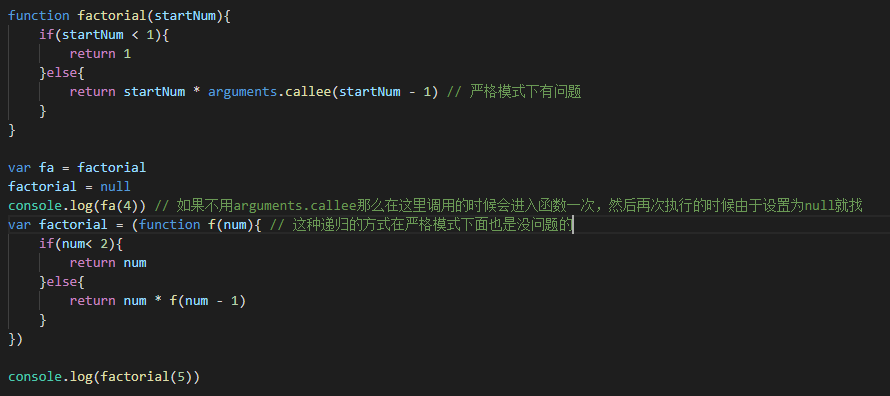 function factorial(startNum){
    if(startNum < 1){
        return 1
    }else{
        return startNum * arguments.callee(startNum - 1) // 严格模式下有问题
    }
}

var fa = factorial
factorial = null
console.log(fa(4)) // 如果不用arguments.callee那么在这里调用的时候会进入函数一次，然后再次执行的时候由于设置为null就找
var factorial = (function f(num){ // 这种递归的方式在严格模式下面也是没问题的
    if(num< 2){
        return num
    }else{
        return num * f(num - 1)
    }
})

console.log(factorial(5))